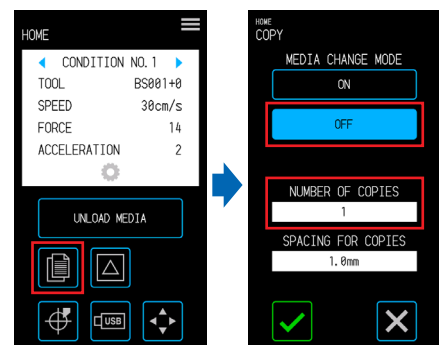 HOME
CONDITION NO.1
TOOL BS001+0
SPEED 30cm/s
FORCE 14
ACCELERATION 2
UNLOAD MEDIA
USB
HOME
COPY
MEDIA CHANGE MODE
ON
OFF
NUMBER OF COPIES
1
SPACING FOR COPIES
1.0mm